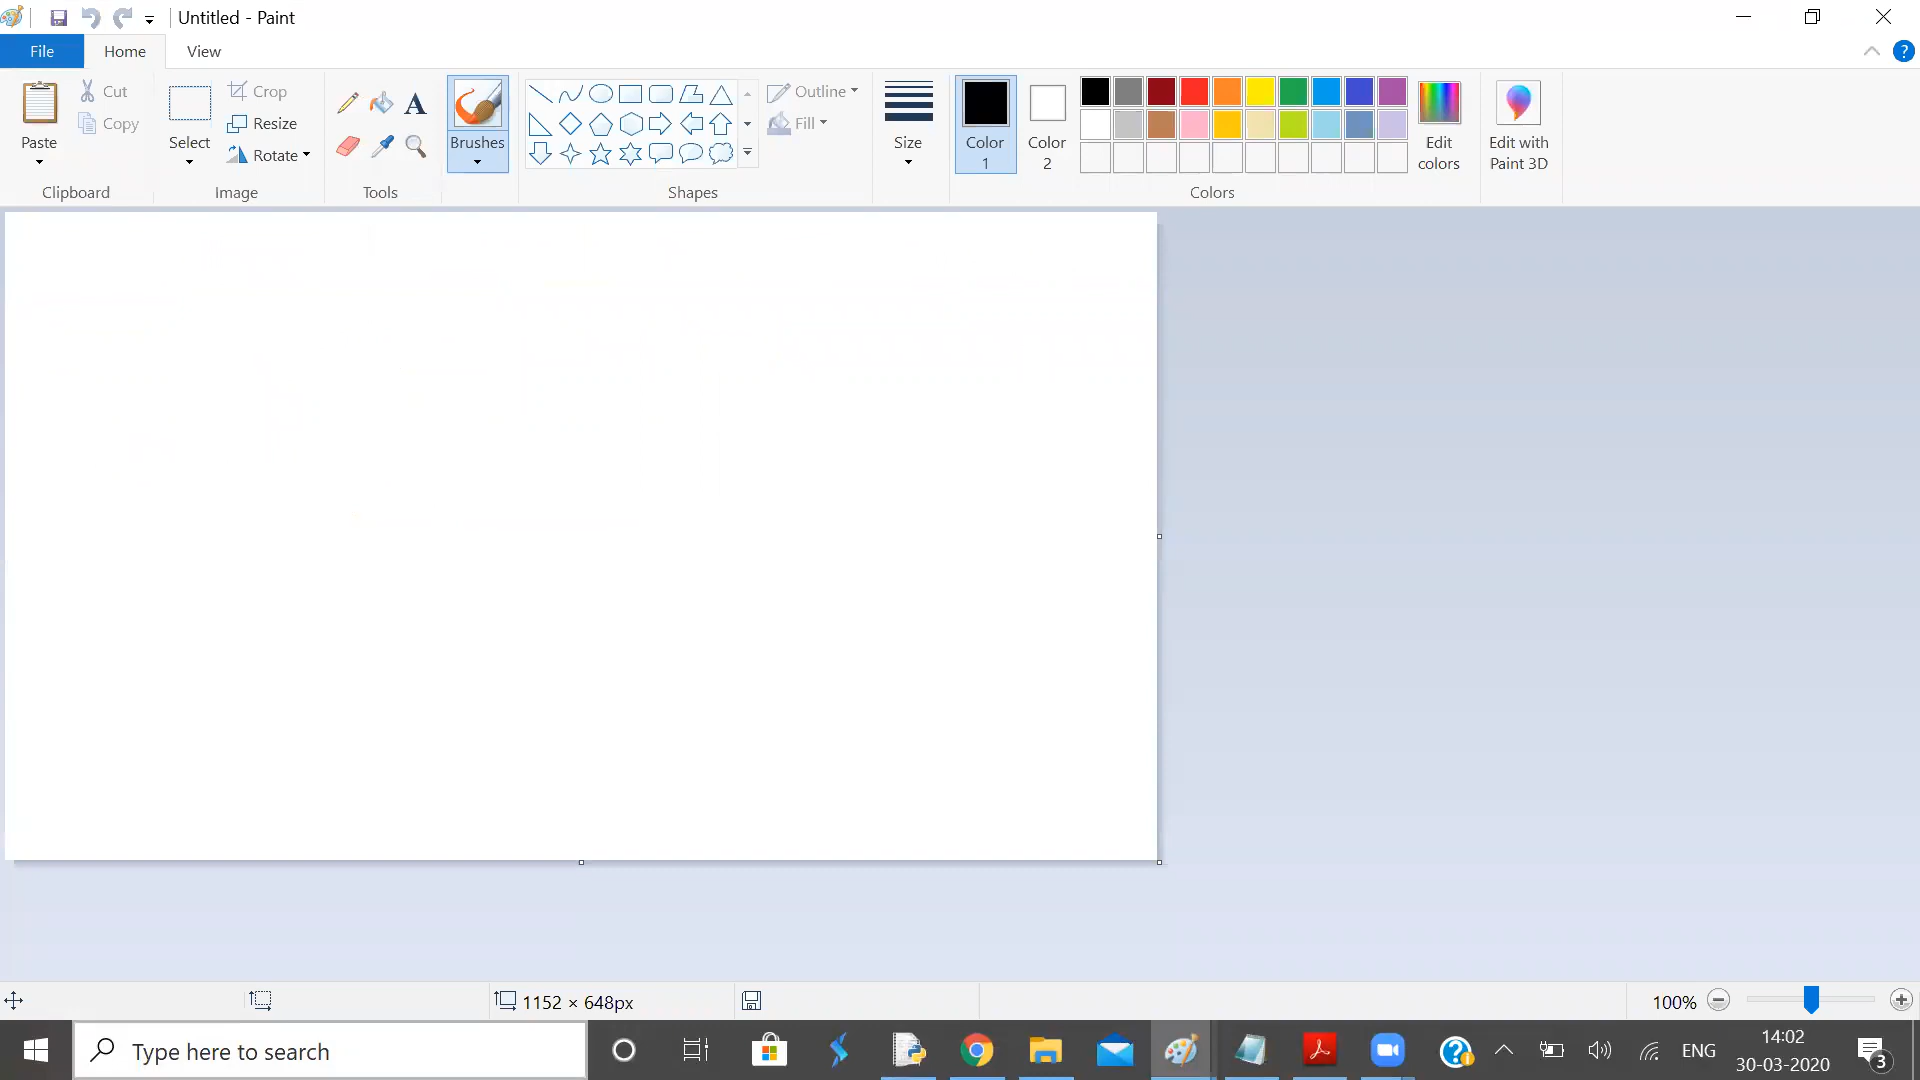 Untitled - Paint
File Home View ?
Paste
Cut
Copy
Clipboard
Select
Crop
Resize
Rotate
Image
A
Tools
Brushes
Shapes
Outline
Fill
Size
Color 1
Color 2
Colors
Edit colors
Edit with Paint 3D
1152 × 648px
100%
Type here to search
ENG
14:02
30-03-2020
3